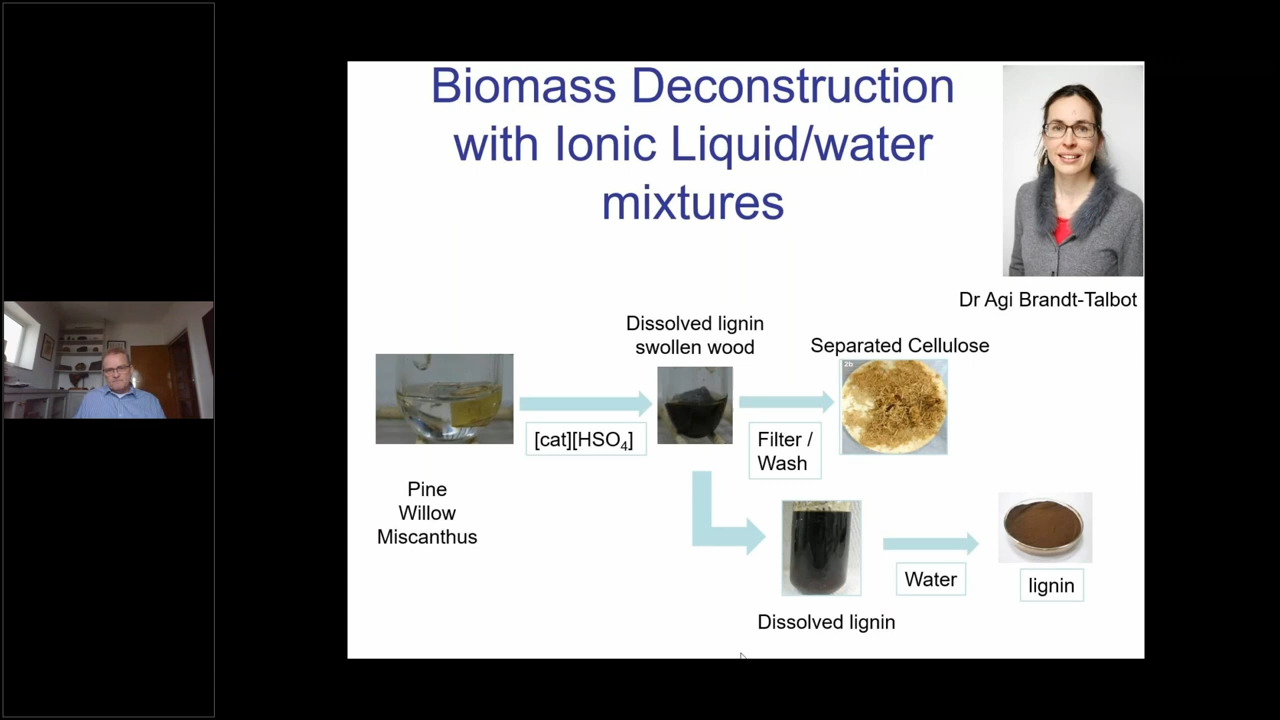 Biomass Deconstruction
with Ionic Liquid/water
mixtures
Dr Agi Brandt-Talbot
Dissolved lignin
swollen wood
Separated Cellulose
2b
[cat][HSO₄]
Filter /
Wash
Pine
Willow
Miscanthus
Water
lignin
Dissolved lignin